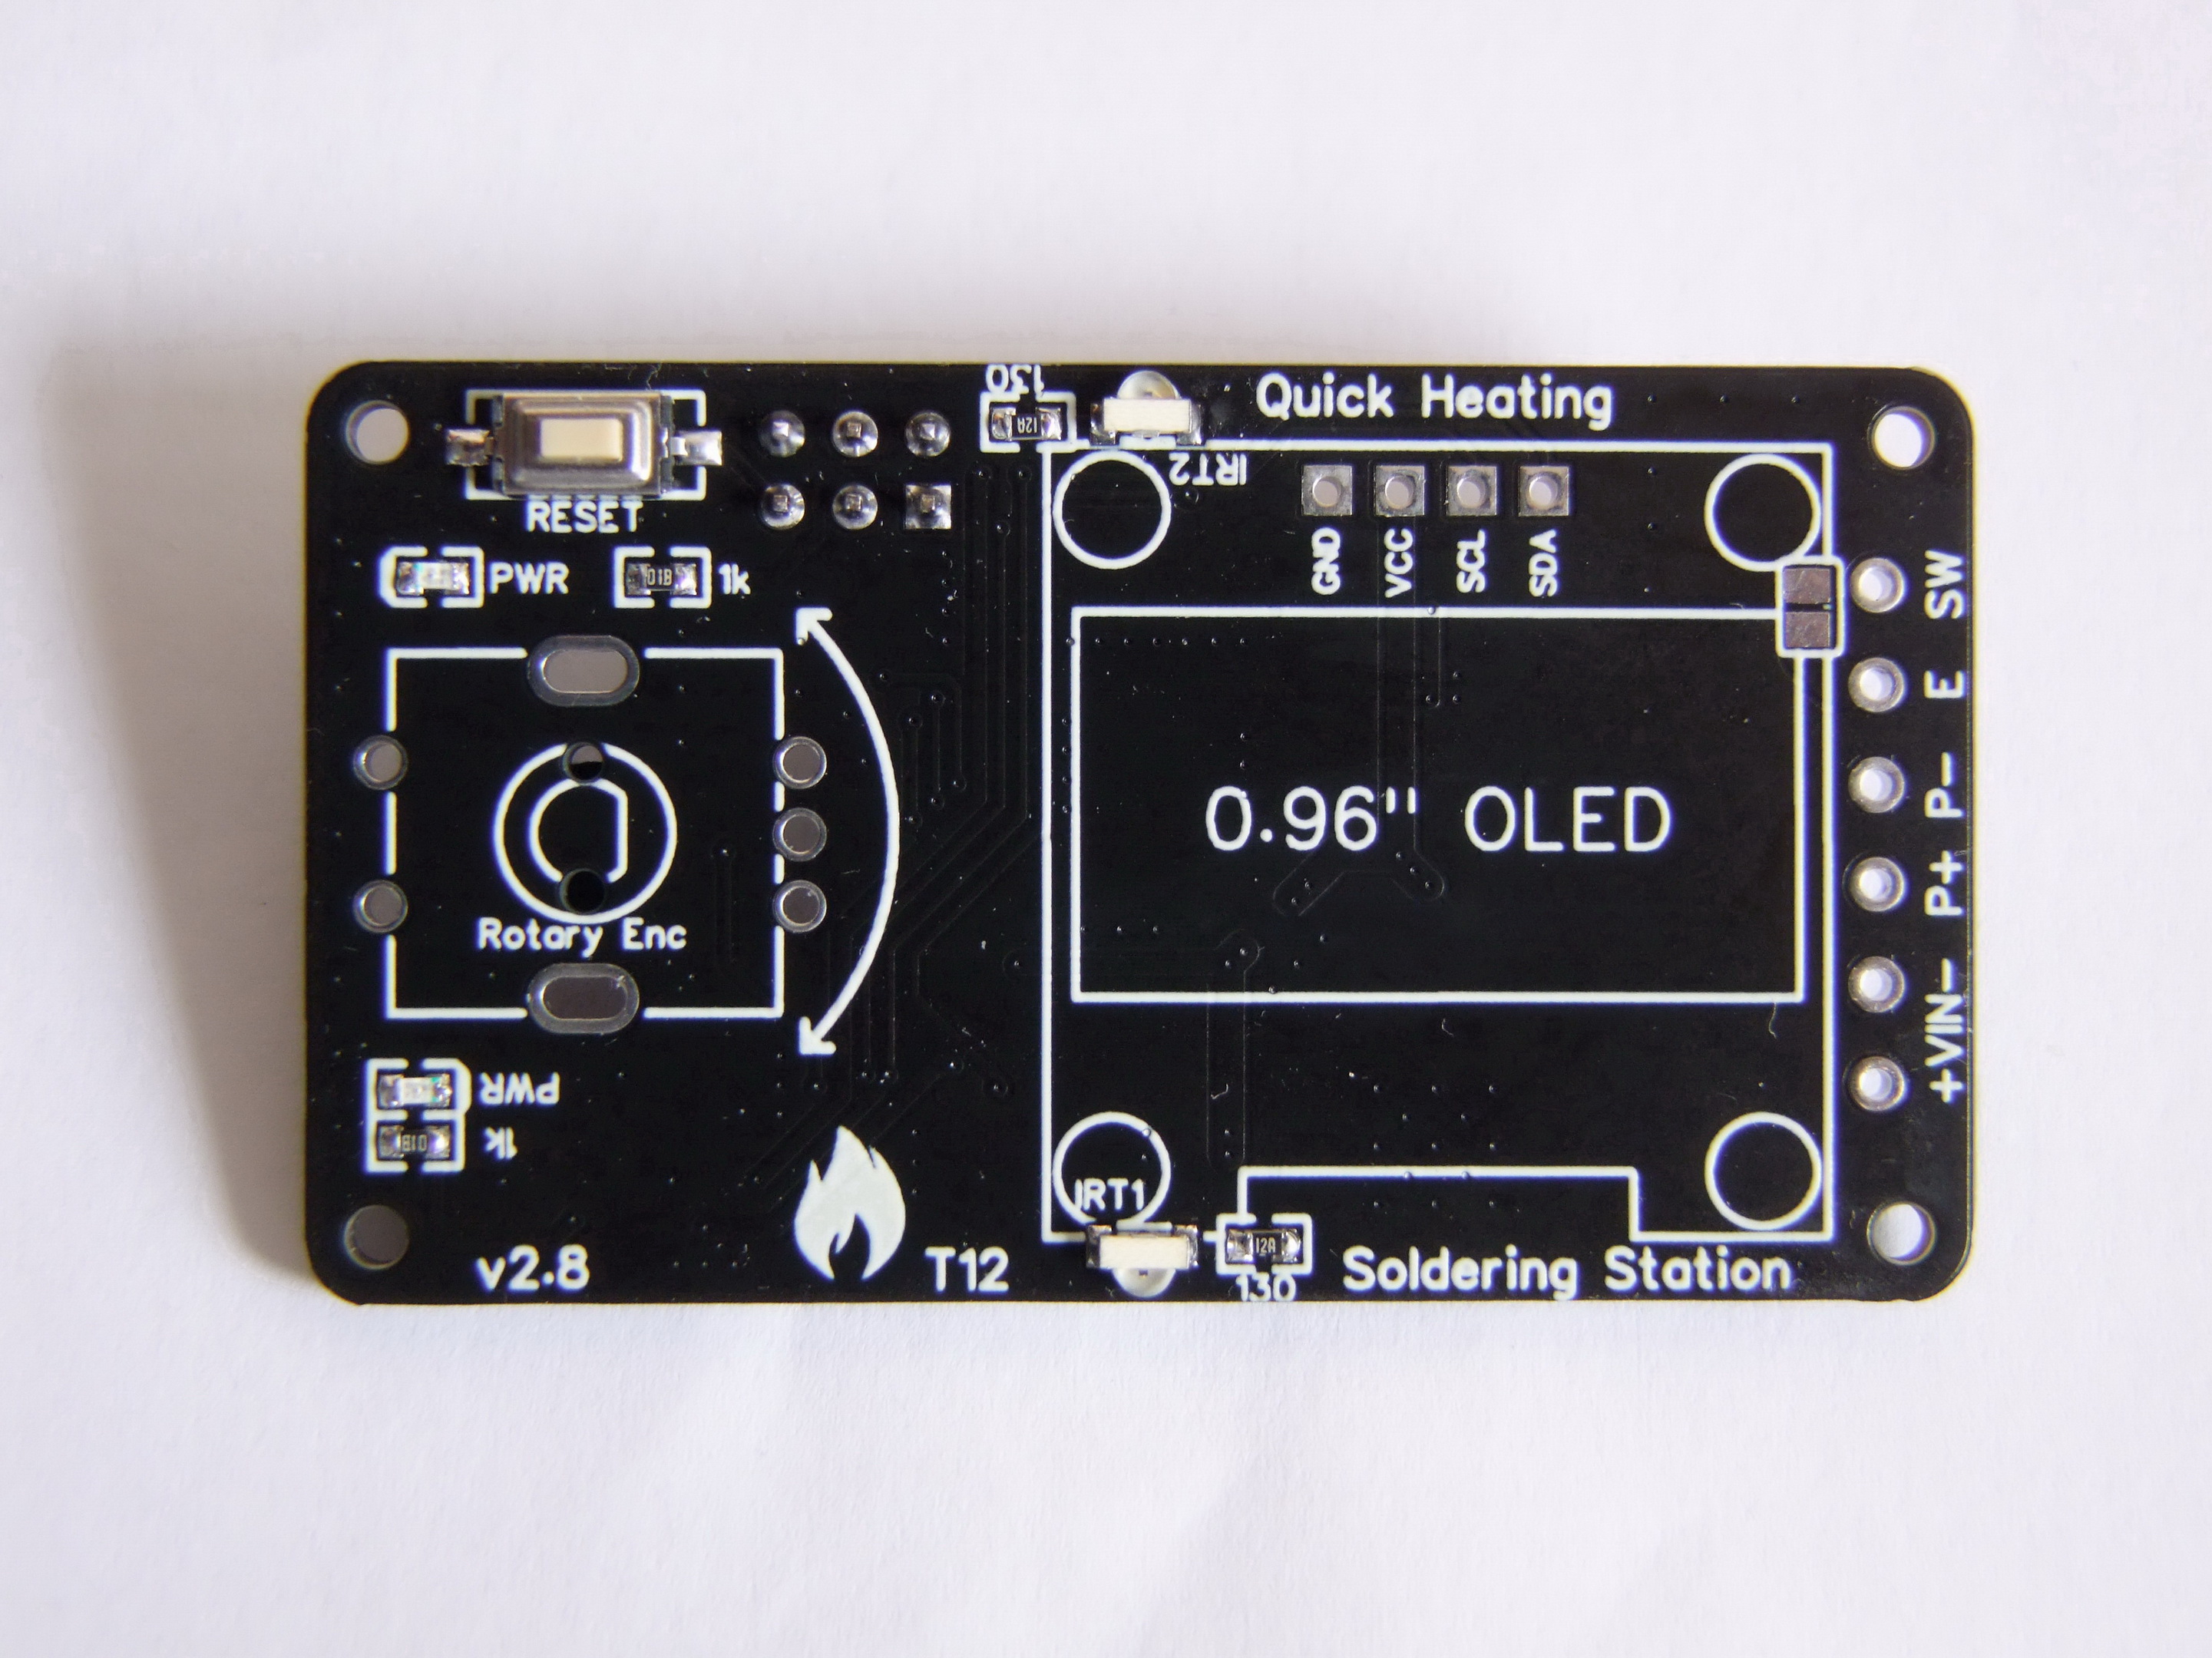 130
12A
Quick Heating
IRT2
RESET
GND
VCC
SCL
SDA
PWR
01B
1k
SW
E
P-
P+
+VIN-
0.96" OLED
Rotary Enc
PWR
01B
1k
IRT1
v2.8
T12
12A
130
Soldering Station